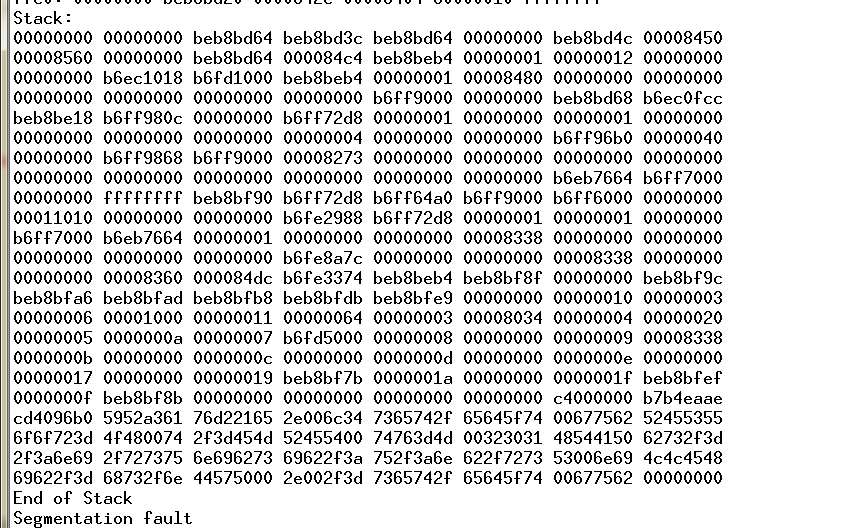 Stack:
00000000 00000000 beb8bd64 beb8bd3c beb8bd64 00000000 beb8bd4c 00008450
00008560 beb8bd64 000084c4 beb8beb4 00000001 00000012 00000000
00000000 b6ec1018 b6fd1000 beb8beb4 00000001 00008480 00000000 00000000
00000000 00000000 00000000 00000000 b6ff9000 00000000 beb8bd68 b6ec0fcc
beb8be18 b6ff980c 00000000 b6ff72d8 00000001 00000000 00000001 00000000
00000000 00000000 00000000 00000004 00000000 00000000 b6ff96b0 00000040
00000000 b6ff9868 b6ff9000 00008273 00000000 00000000 00000000 00000000
00000000 00000000 00000000 00000000 00000000 00000000 b6eb7664 b6ff7000
00000000 ffffffff beb8bf90 b6ff72d8 b6ff64a0 b6ff9000 b6ff6000 00000000
00011010 00000000 00000000 b6fe2988 b6ff72d8 00000001 00000001 00000000
b6ff7000 b6eb7664 00000001 00000000 00000000 00008338 00000000 00000000
00000000 00000000 00000000 b6fe8a7c 00000000 00000000 00008338 00000000
00000000 00008360 000084dc b6fe3374 beb8beb4 beb8bf8f 00000000 beb8bf9c
beb8bfa6 beb8bfad beb8bfb8 beb8bfdb beb8bfe9 00000000 00000010 00000003
00000006 00001000 00000011 00000064 00000003 00008034 00000004 00000020
00000005 0000000a 00000007 b6fd5000 00000008 00000000 00000009 00008338
0000000b 00000000 0000000c 00000000 0000000d 00000000 0000000e 00000000
00000017 00000000 00000019 beb8bf7b 0000001a 00000000 0000001f beb8bfef
0000000f beb8bf8b 00000000 00000000 00000000 00000000 c4000000 b7b4eaae
cd4096b0 5952a361 76d22165 2e006c34 7365742f 65645f74 00677562 52455355
6f6f723d 4f480074 2f3d454d 52455400 74763d4d 00323031 48544150 62732f3d
2f3a6e69 2f727375 6e696273 69622f3a 752f3a6e 622f7273 53006e69 4c4c4548
69622f3d 68732f6e 44575000 2e002f3d 7365742f 65645f74 00677562 00000000
End of Stack
Segmentation fault